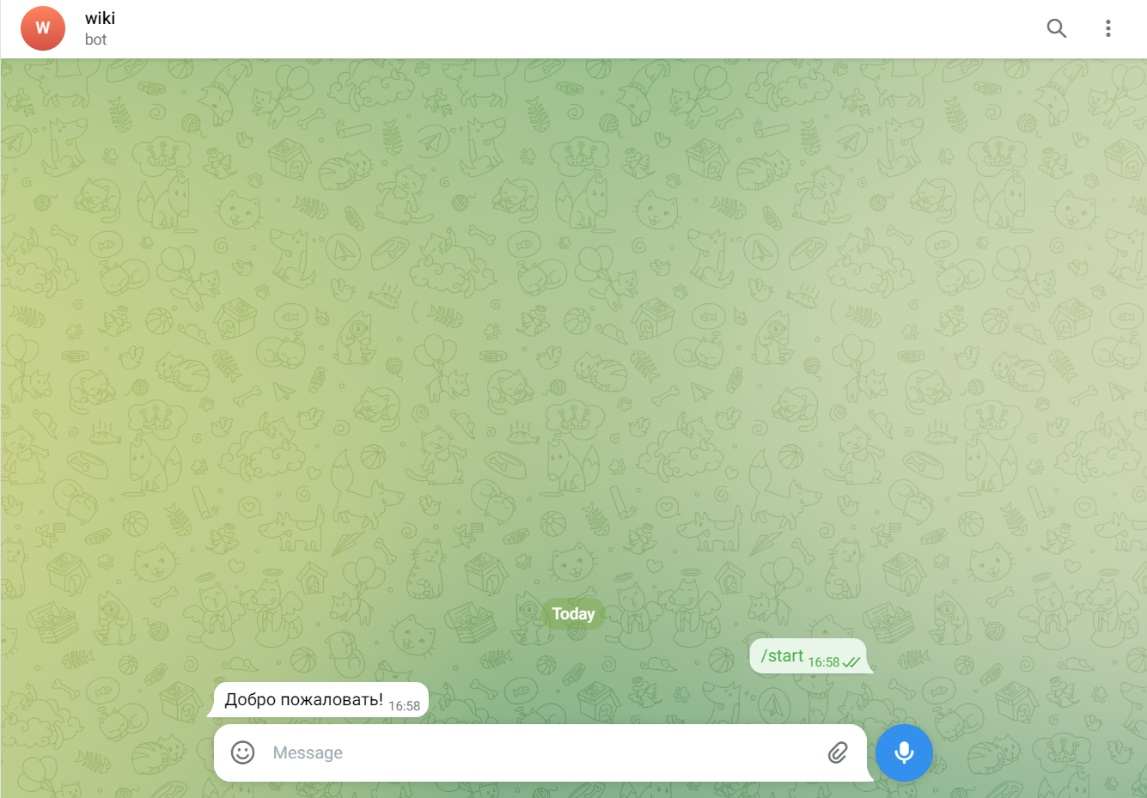 W
wiki
bot
Today
/start 16:58
Добро пожаловать! 16:58
Message